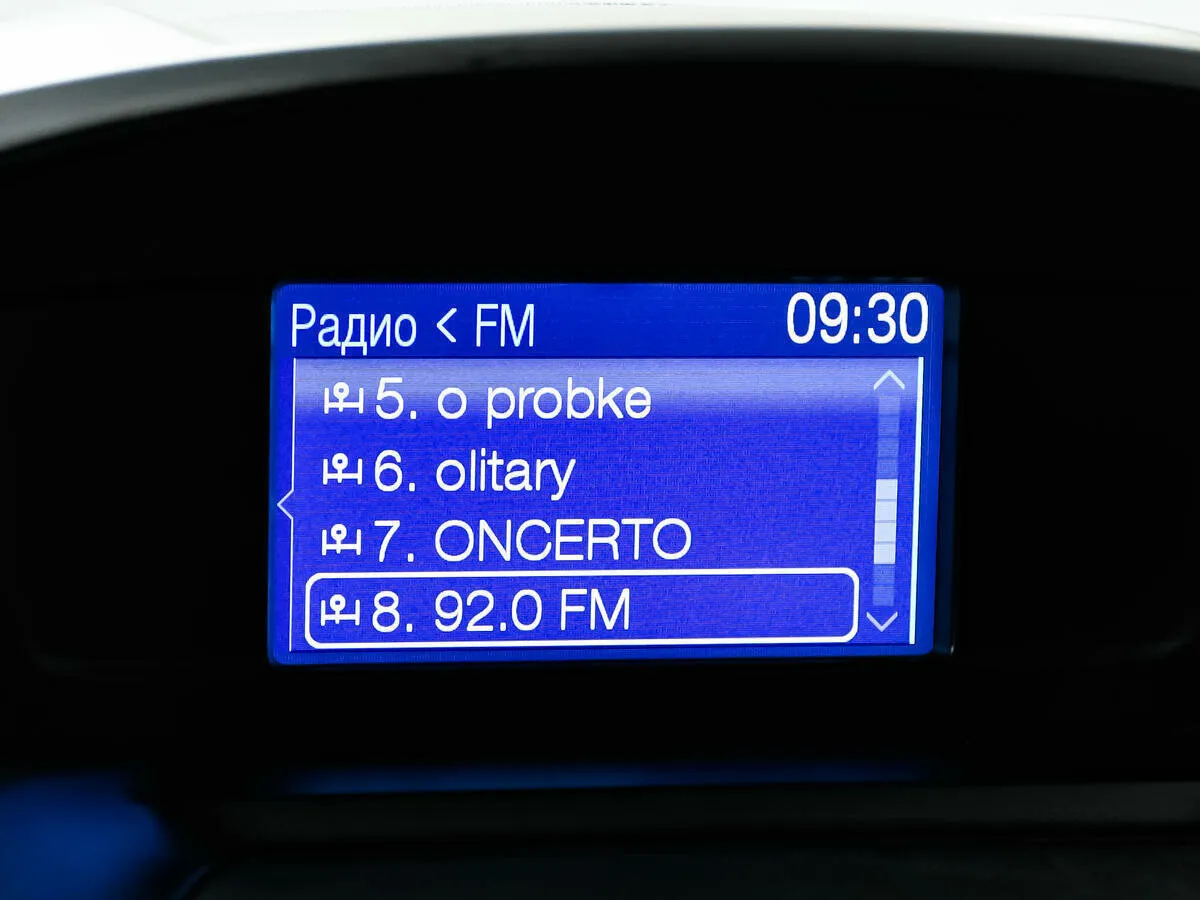 Радио < FM 09:30
5. o probke
6. olitary
7. ONCERTO
8. 92.0 FM